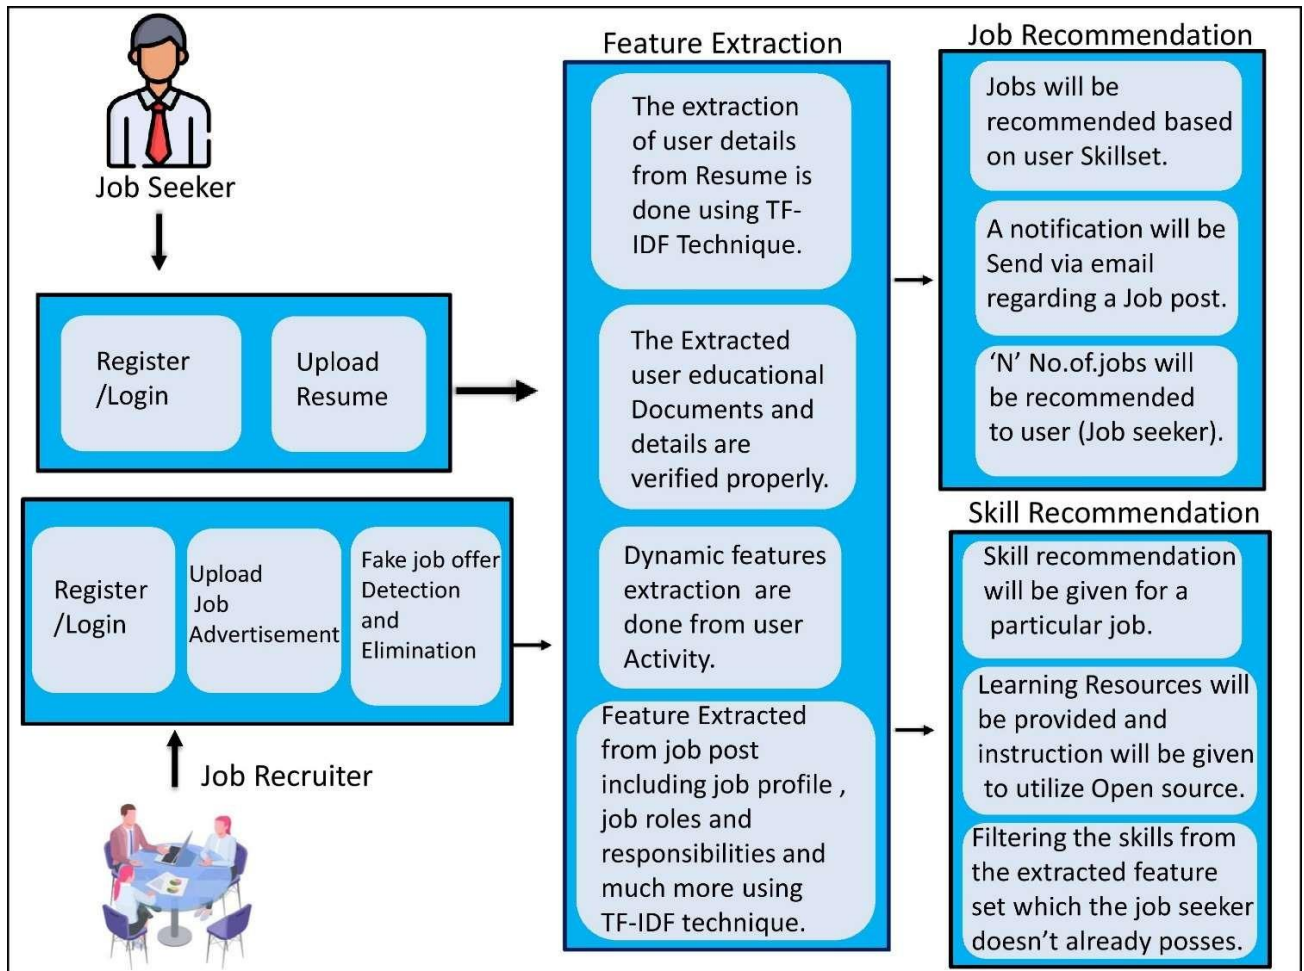 Job Seeker
Register
/Login
Upload
Resume
Register
/Login
Upload
Job
Advertisement
Fake job offer
Detection
and
Elimination
Job Recruiter
Feature Extraction
The extraction
of user details
from Resume is
done using TF-
IDF Technique.
The Extracted
user educational
Documents and
details are
verified properly.
Dynamic features
extraction are
done from user
Activity.
Feature Extracted
from job post
including job profile ,
job roles and
responsibilities and
much more using
TF-IDF technique.
Job Recommendation
Jobs will be
recommended based
on user Skillset.
A notification will be
Send via email
regarding a Job post.
‘N’ No.of.jobs will
be recommended
to user (Job seeker).
Skill Recommendation
Skill recommendation
will be given for a
particular job.
Learning Resources will
be provided and
instruction will be given
to utilize Open source.
Filtering the skills from
the extracted feature
set which the job seeker
doesn’t already posses.